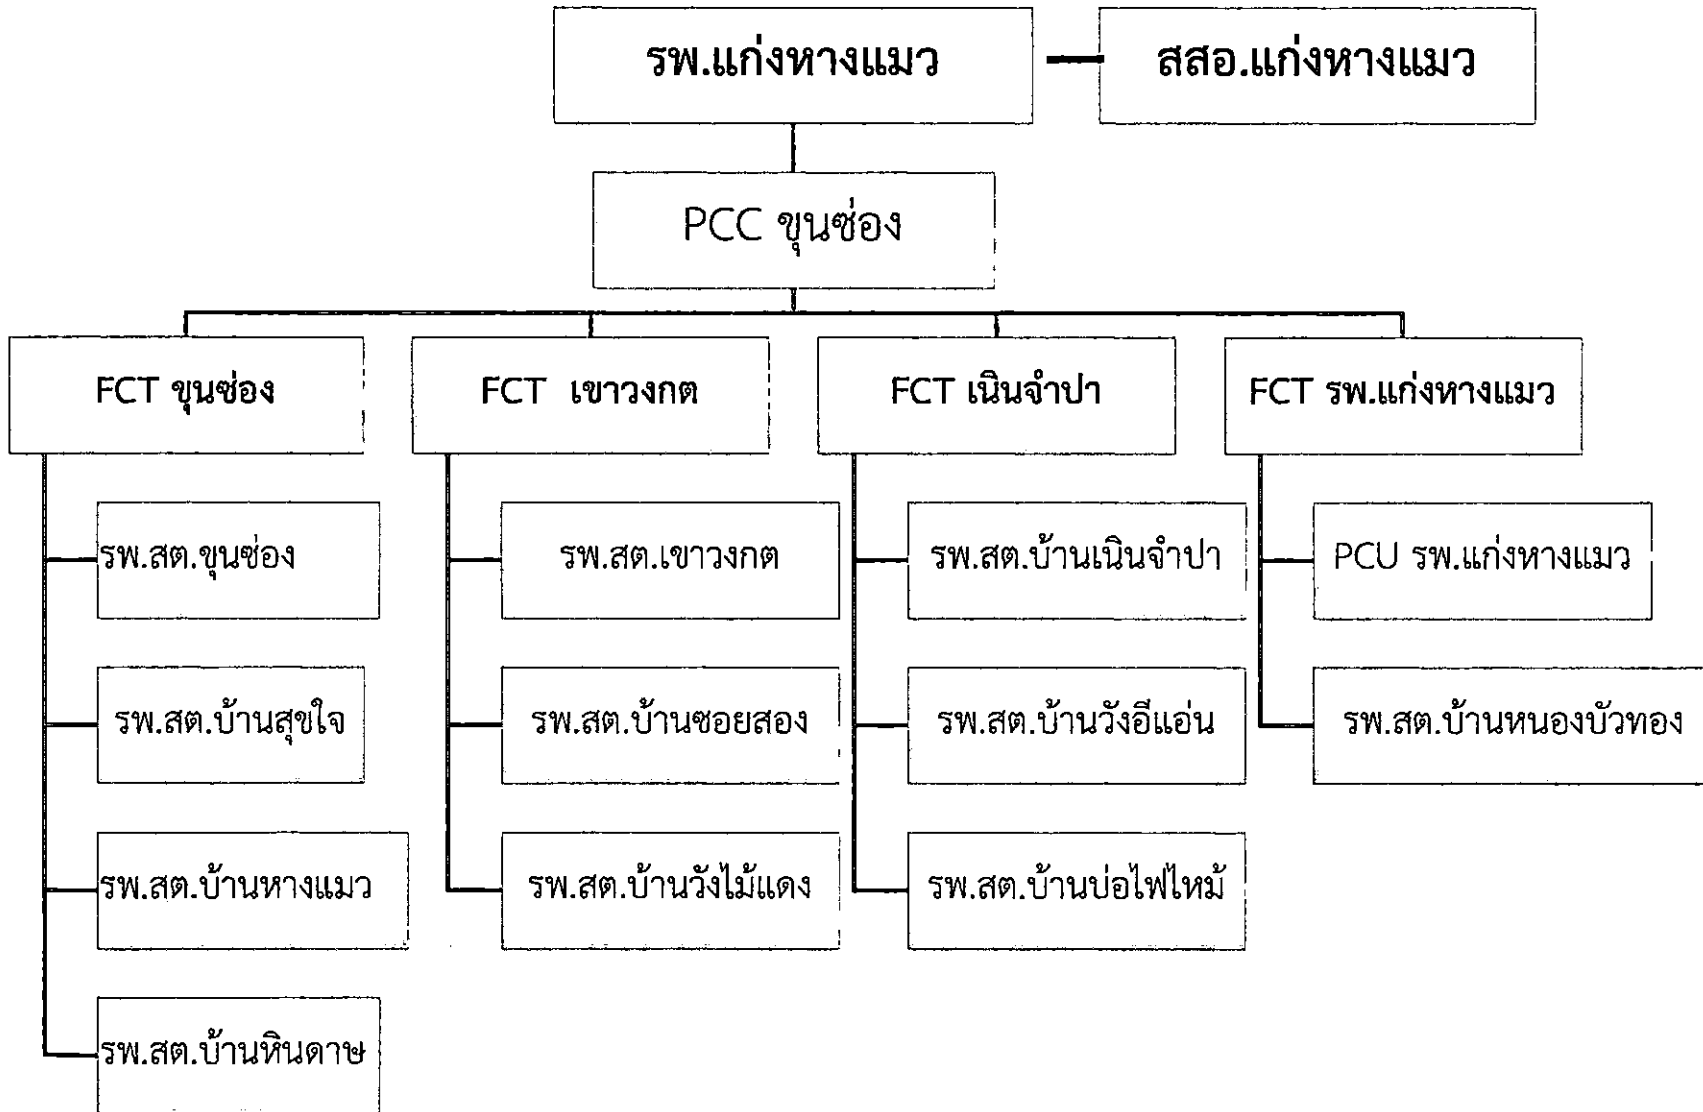 รพ.แก่งหางแมว
สสอ.แก่งหางแมว
PCC ขุนซ่อง
FCT ขุนซ่อง
FCT เขาวงกต
FCT เนินจำปา
FCT รพ.แก่งหางแมว
รพ.สต.ขุนซ่อง
รพ.สต.เขาวงกต
รพ.สต.บ้านเนินจำปา
PCU รพ.แก่งหางแมว
รพ.สต.บ้านสุขใจ
รพ.สต.บ้านซอยสอง
รพ.สต.บ้านวังอีแอ่น
รพ.สต.บ้านหนองบัวทอง
รพ.สต.บ้านหางแมว
รพ.สต.บ้านวังไม้แดง
รพ.สต.บ้านบ่อไฟไหม้
รพ.สต.บ้านหินดาษ